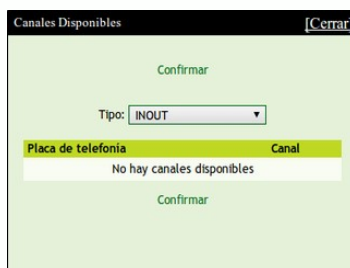 Canales Disponibles [Cerrar]
Confirmar
Tipo: INOUT
Placa de telefonía Canal
No hay canales disponibles
Confirmar